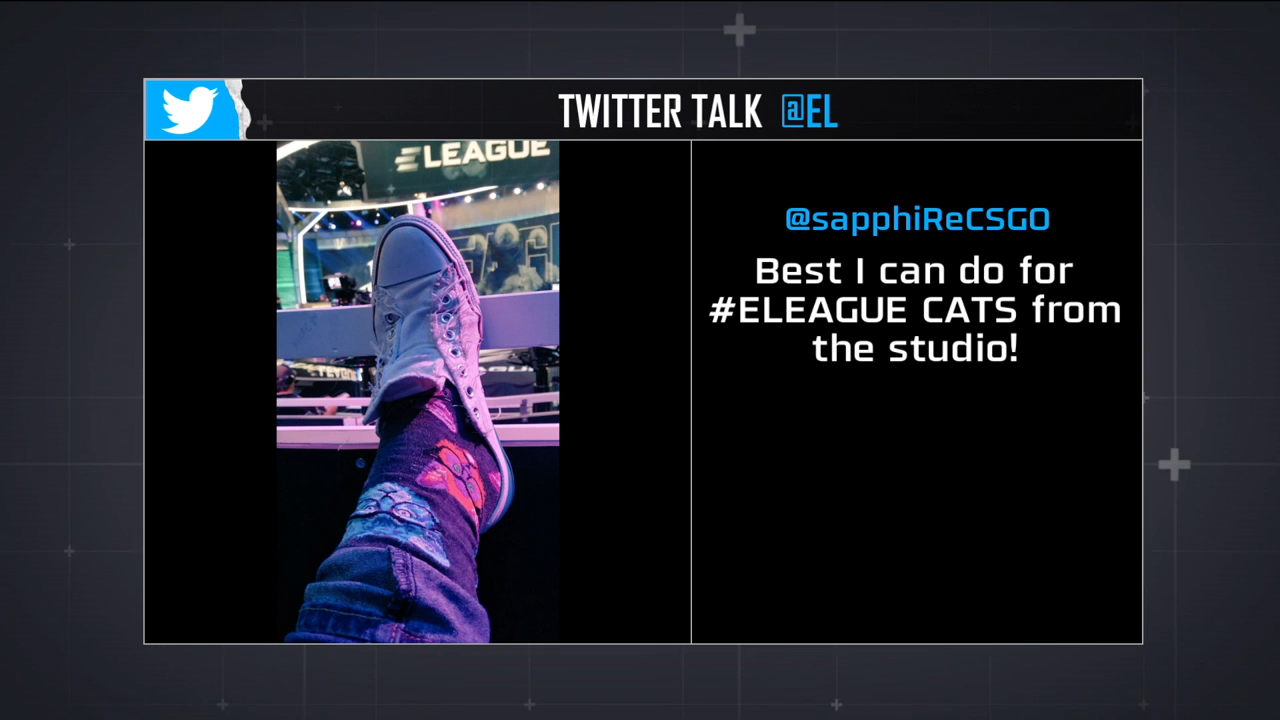 TWITTER TALK @EL
ELEAGUE
@sapphiReCSGO
Best I can do for
#ELEAGUE CATS from
the studio!